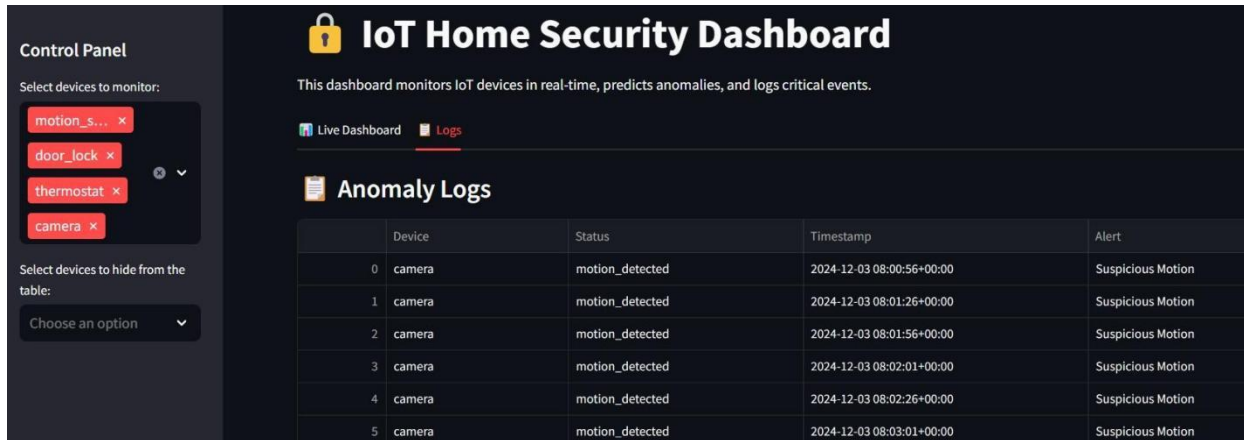 Control Panel
Select devices to monitor:
motion_s... ×
door_lock ×
thermostat ×
camera ×
Select devices to hide from the
table:
Choose an option
IoT Home Security Dashboard
This dashboard monitors IoT devices in real-time, predicts anomalies, and logs critical events.
Live Dashboard Logs
Anomaly Logs
Device Status Timestamp Alert
0 camera motion_detected 2024-12-03 08:00:56+00:00 Suspicious Motion
1 camera motion_detected 2024-12-03 08:01:26+00:00 Suspicious Motion
2 camera motion_detected 2024-12-03 08:01:56+00:00 Suspicious Motion
3 camera motion_detected 2024-12-03 08:02:01+00:00 Suspicious Motion
4 camera motion_detected 2024-12-03 08:02:26+00:00 Suspicious Motion
5 camera motion_detected 2024-12-03 08:03:01+00:00 Suspicious Motion